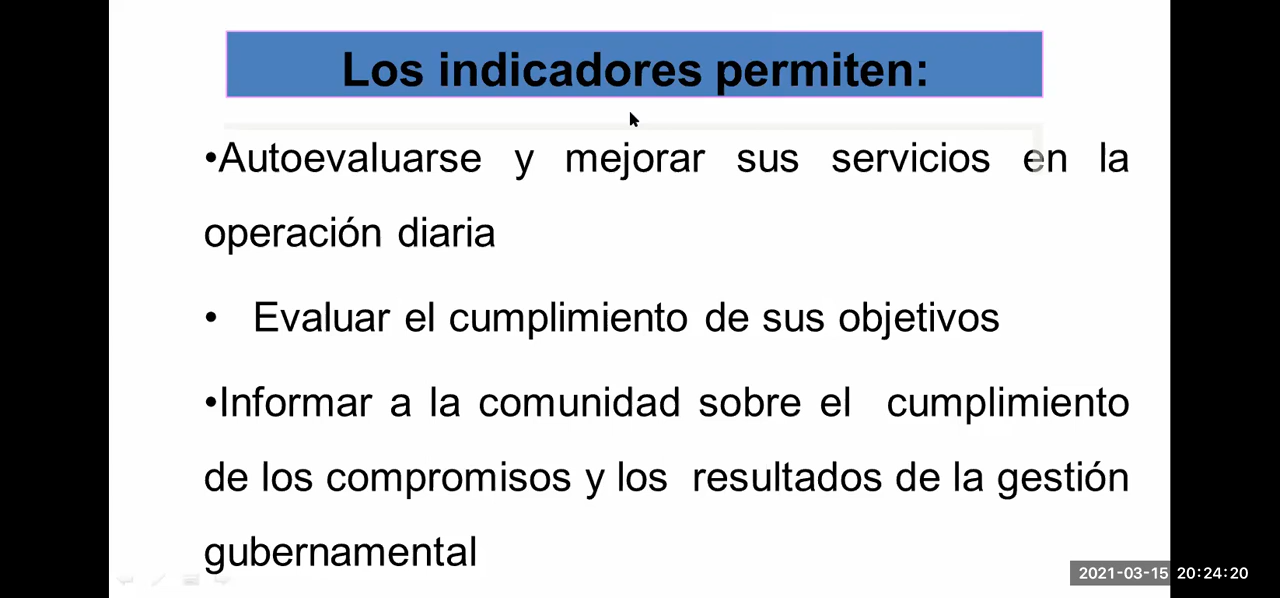 Los indicadores permiten:
•Autoevaluarse y mejorar sus servicios en la
operación diaria
• Evaluar el cumplimiento de sus objetivos
•Informar a la comunidad sobre el cumplimiento
de los compromisos y los resultados de la gestión
gubernamental
2021-03-15 20:24:20